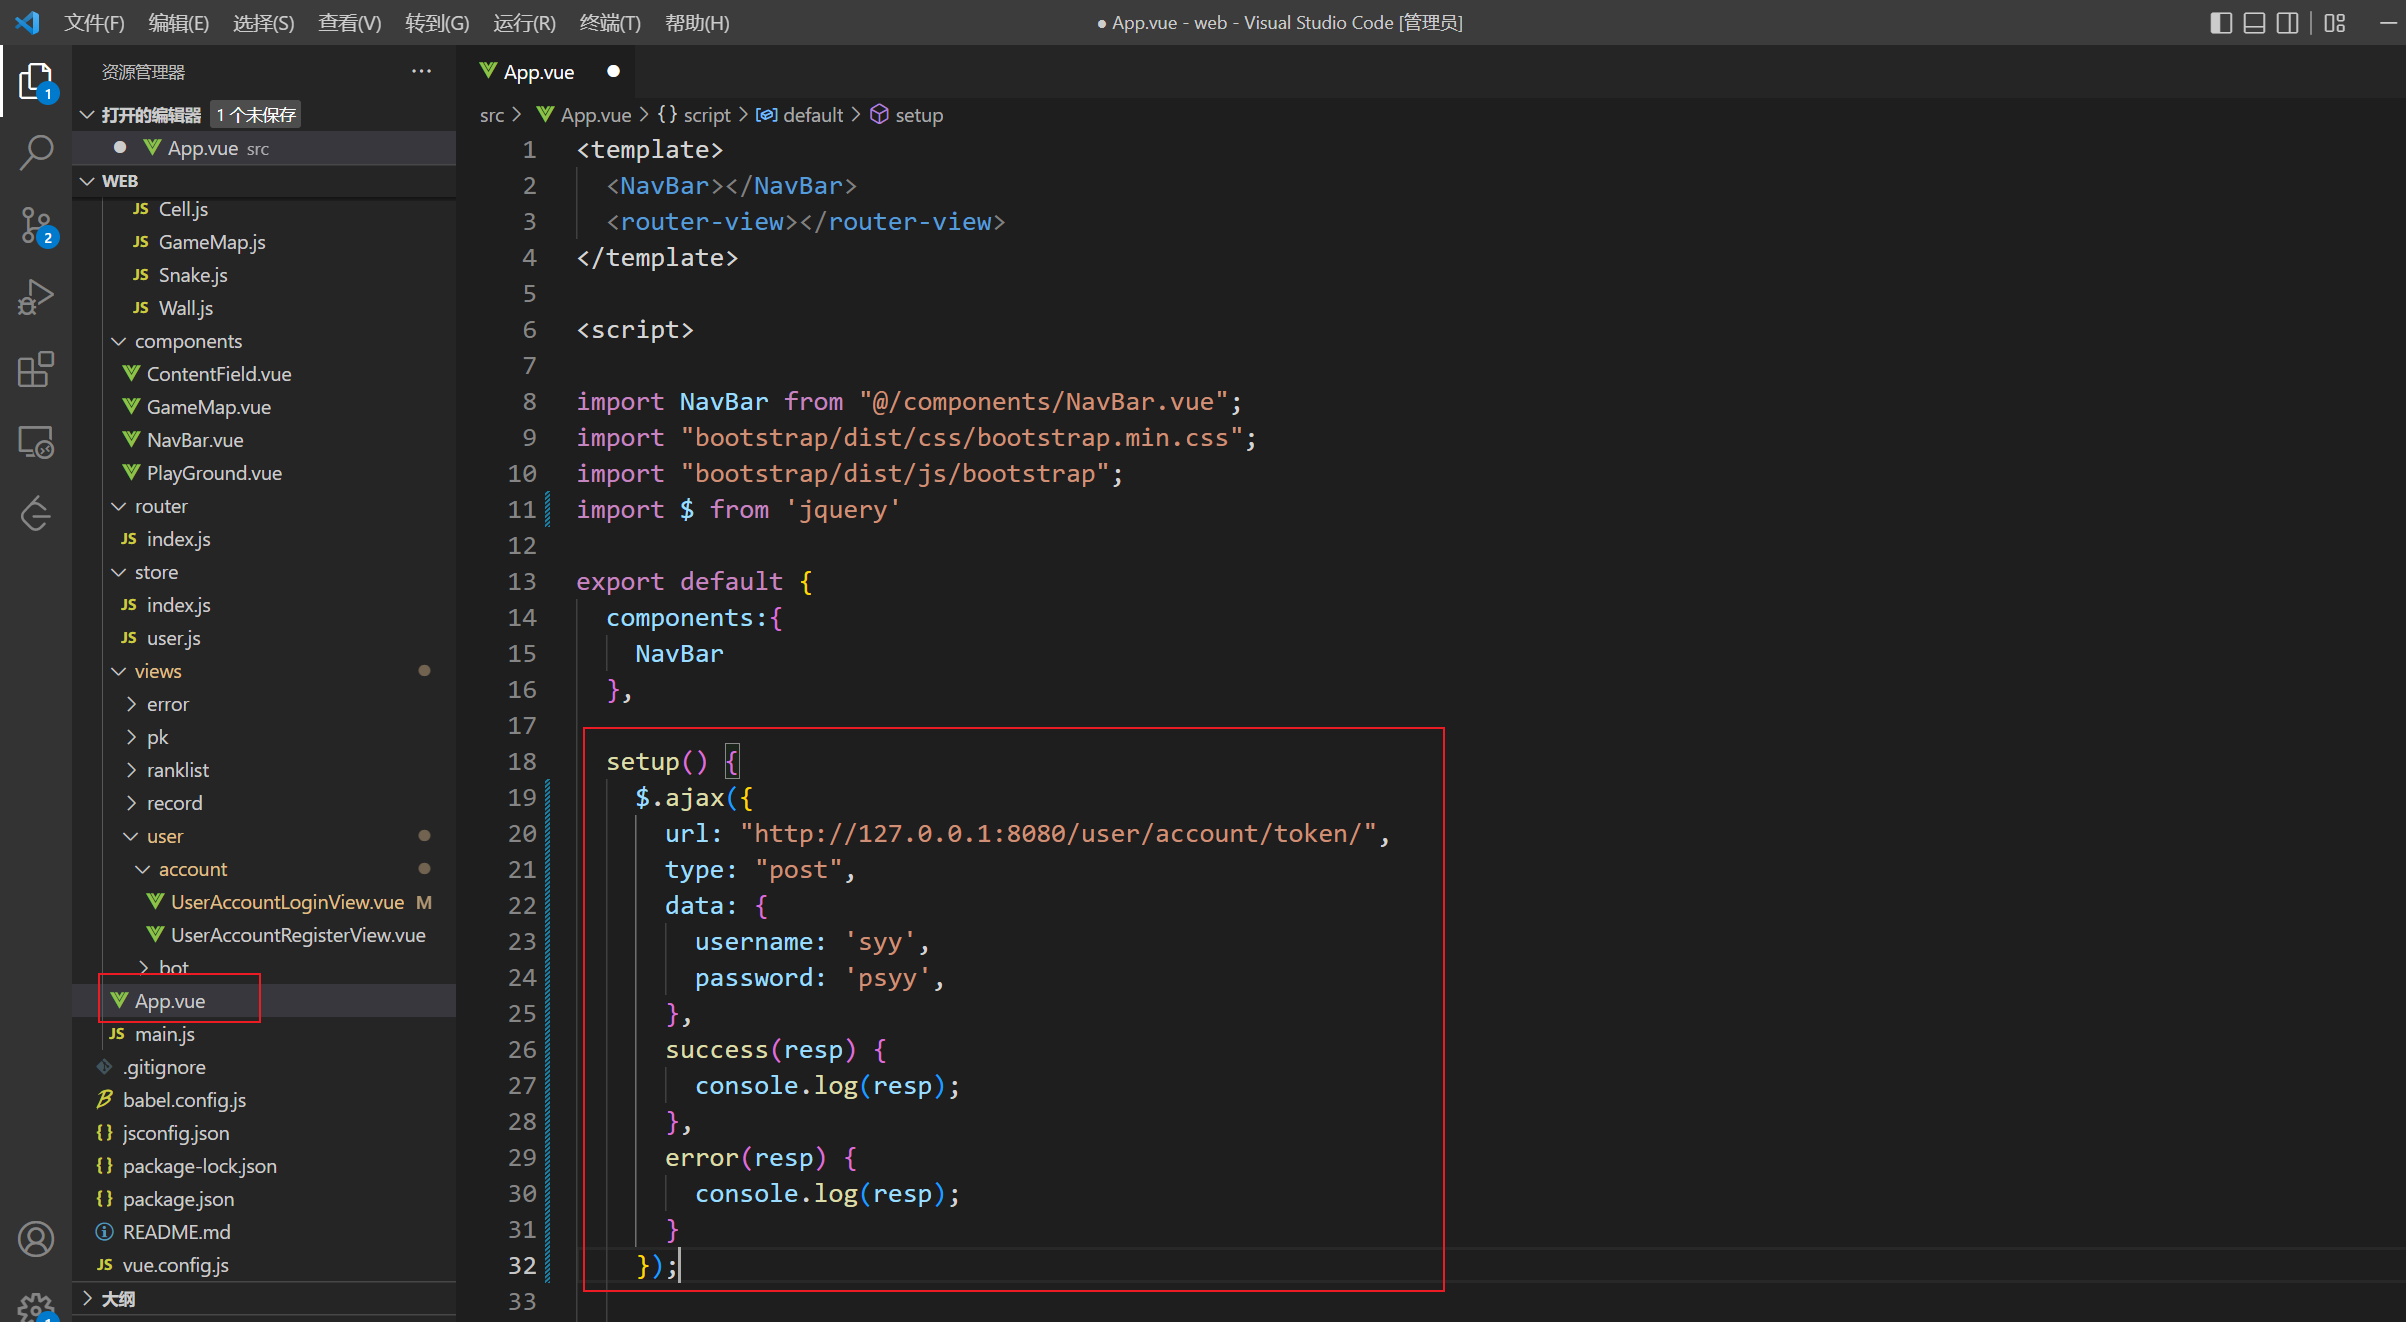 文件(F) 编辑(E) 选择(S) 查看(V) 转到(G) 运行(R) 终端(T) 帮助(H)
● App.vue - web - Visual Studio Code [管理员]
资源管理器
1
打开的编辑器 1 个未保存
App.vue src
WEB
2
Cell.js
GameMap.js
Snake.js
Wall.js
components
ContentField.vue
GameMap.vue
NavBar.vue
PlayGround.vue
router
index.js
store
index.js
user.js
views
error
pk
ranklist
record
user
account
UserAccountLoginView.vue M
UserAccountRegisterView.vue
bot
App.vue
main.js
.gitignore
babel.config.js
jsconfig.json
package-lock.json
package.json
README.md
vue.config.js
大纲
App.vue
src > App.vue > {} script > default > setup
1 <template>
2 <NavBar></NavBar>
3 <router-view></router-view>
4 </template>
5
6 <script>
7
8 import NavBar from "@/components/NavBar.vue";
9 import "bootstrap/dist/css/bootstrap.min.css";
10 import "bootstrap/dist/js/bootstrap";
11 import $ from 'jquery'
12
13 export default {
14 components:{
15 NavBar
16 },
17
18 setup() {
19 $.ajax({
20 url: "http://127.0.0.1:8080/user/account/token/",
21 type: "post",
22 data: {
23 username: 'syy',
24 password: 'psyy',
25 },
26 success(resp) {
27 console.log(resp);
28 },
29 error(resp) {
30 console.log(resp);
31 }
32 });
33